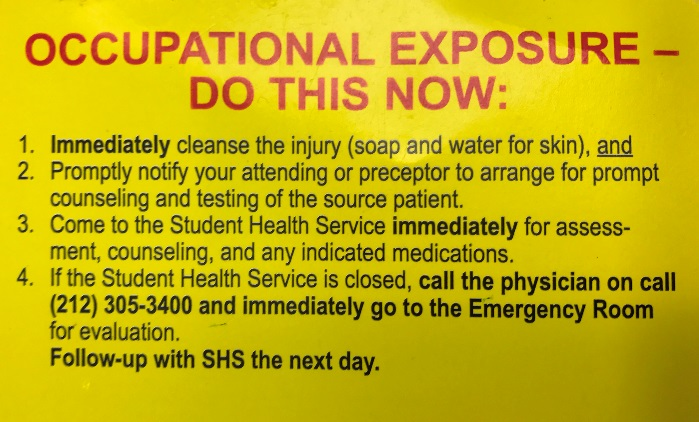 OCCUPATIONAL EXPOSURE –
DO THIS NOW:
1. Immediately cleanse the injury (soap and water for skin), and
2. Promptly notify your attending or preceptor to arrange for prompt
counseling and testing of the source patient.
3. Come to the Student Health Service immediately for assess-
ment, counseling, and any indicated medications.
4. If the Student Health Service is closed, call the physician on call
(212) 305-3400 and immediately go to the Emergency Room
for evaluation.
Follow-up with SHS the next day.